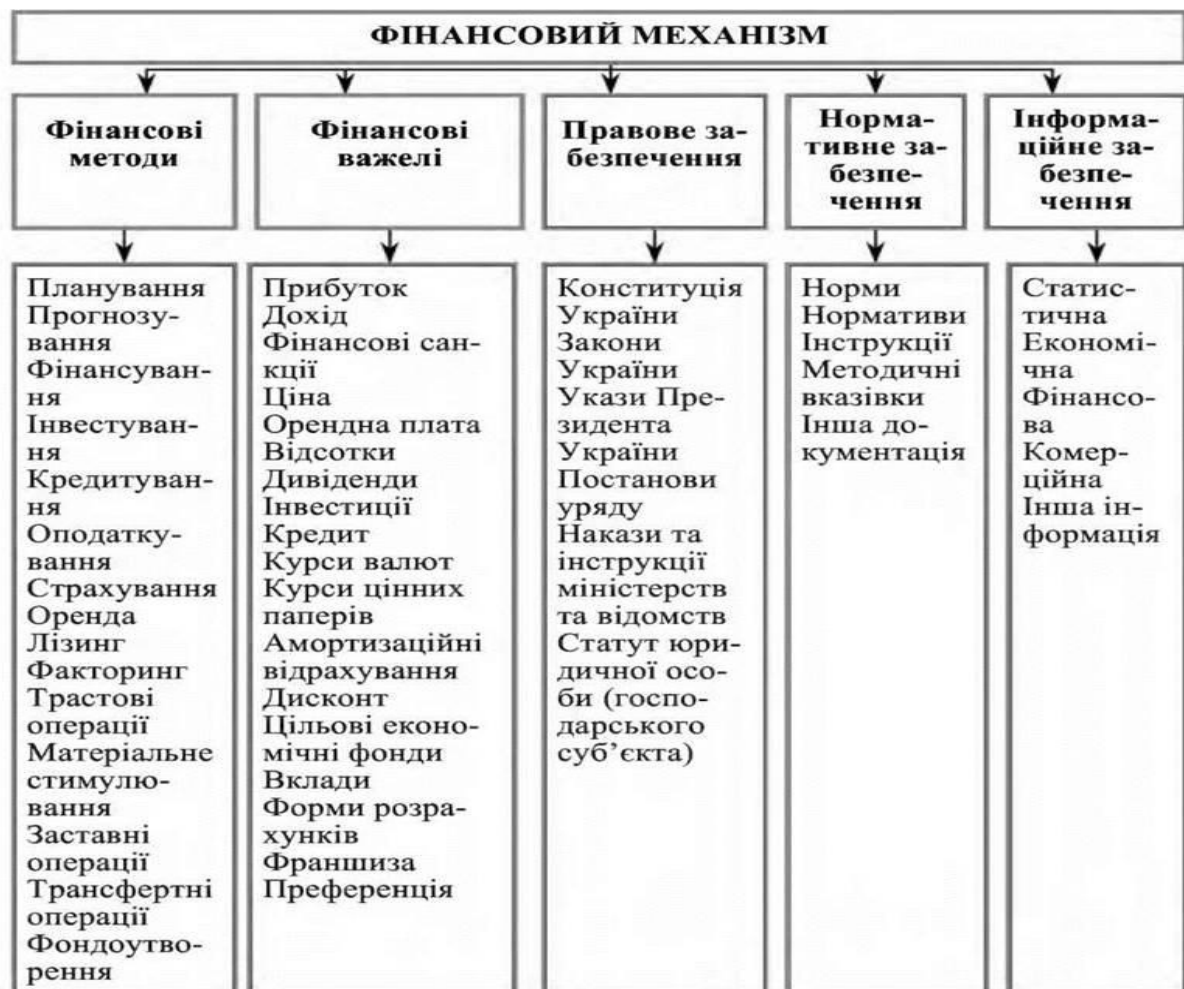 ФІНАНСОВИЙ МЕХАНІЗМ
Фінансові
методи
Фінансові
важелі
Правове за-
безпечення
Норма-
тивне за-
безпе-
чення
Інформа-
ційне за-
безпе-
чення
Планування
Прогнозу-
вання
Фінансуван-
ня
Інвестуван-
ня
Кредитуван-
ня
Оподатку-
вання
Страхування
Оренда
Лізинг
Факторинг
Трастові
операції
Матеріальне
стимулю-
вання
Заставні
операції
Трансфертні
операції
Фондоутво-
рення
Прибуток
Дохід
Фінансові сан-
кції
Ціна
Орендна плата
Відсотки
Дивіденди
Інвестиції
Кредит
Курси валют
Курси цінних
паперів
Амортизаційні
відрахування
Дисконт
Цільові еконо-
мічні фонди
Вклади
Форми розра-
хунків
Франшиза
Преференція
Конституція
України
Закони
України
Укази Пре-
зидента
України
Постанови
уряду
Накази та
інструкції
міністерств
та відомств
Статут юри-
дичної осо-
би (госпо-
дарського
суб’єкта)
Норми
Нормативи
Інструкції
Методичні
вказівки
Інша до-
кументація
Статис-
тична
Економі-
чна
Фінансо-
ва
Комер-
ційна
Інша ін-
формація